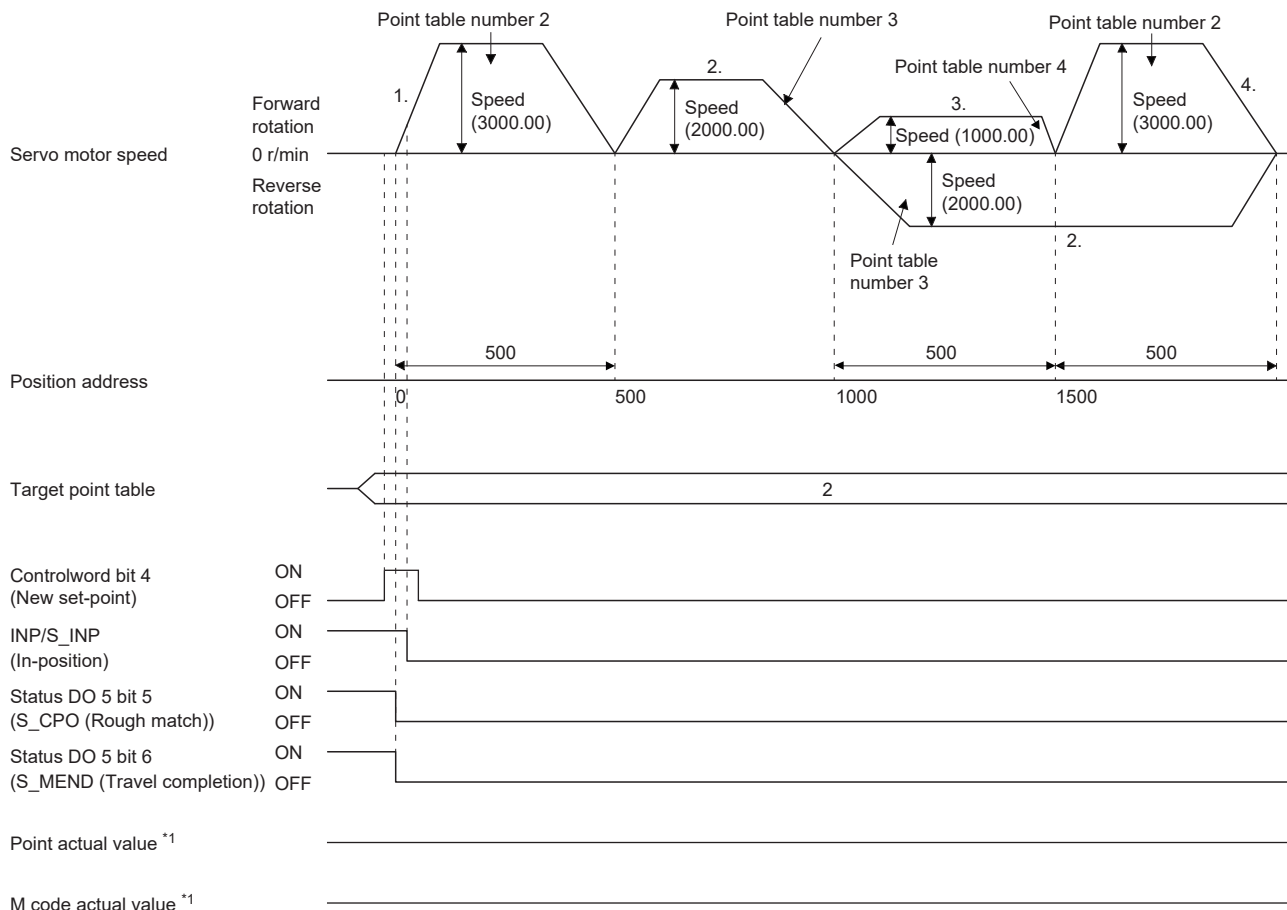 Point table number 2
Point table number 3
Point table number 2
1.
2.
Point table number 4
3.
4.
Forward
rotation
Speed
(3000.00)
Speed
(2000.00)
Speed (1000.00)
Speed
(3000.00)
Servo motor speed
0 r/min
Reverse
rotation
Speed
(2000.00)
2.
Point table
number 3
500
500
500
Position address
0
500
1000
1500
Target point table
2
Controlword bit 4
(New set-point)
ON
OFF
INP/S_INP
(In-position)
ON
OFF
Status DO 5 bit 5
(S_CPO (Rough match))
ON
OFF
Status DO 5 bit 6
(S_MEND (Travel completion))
ON
OFF
Point actual value *1
M code actual value *1